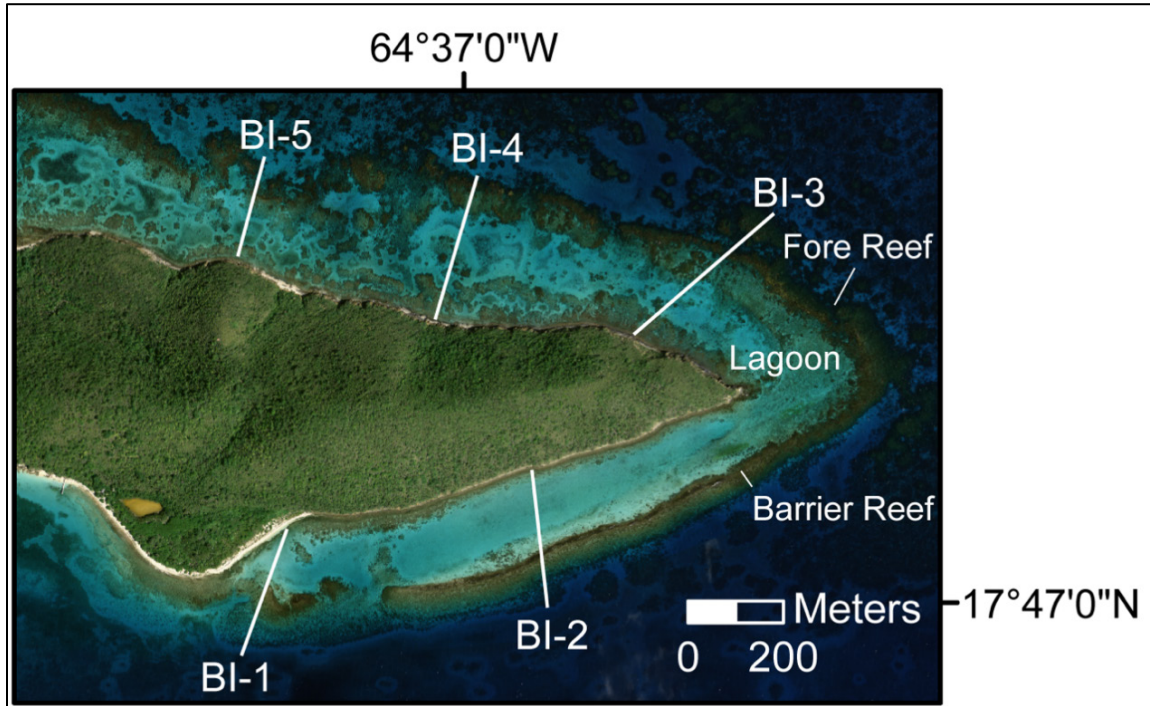 64°37'0"W
BI-5
BI-4
BI-3
Fore Reef
Lagoon
Barrier Reef
Meters
17°47'0"N
BI-2
0 200
BI-1